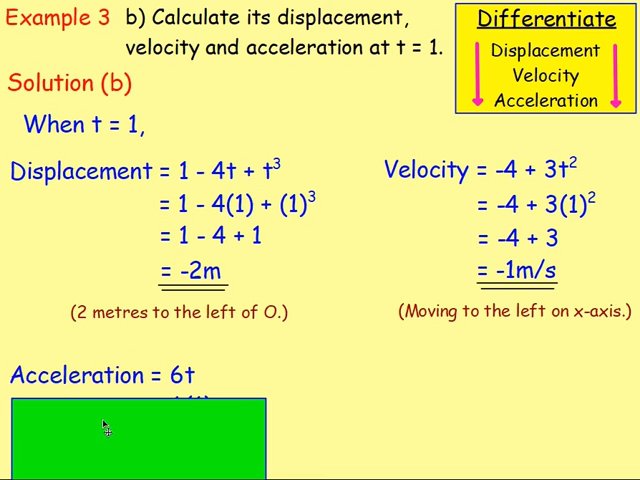 Example 3 b) Calculate its displacement,
velocity and acceleration at t = 1.
Differentiate
Displacement
Velocity
Acceleration
Solution (b)
When t = 1,
Displacement = 1 - 4t + t³
= 1 - 4(1) + (1)³
= 1 - 4 + 1
= -2m
(2 metres to the left of O.)
Velocity = -4 + 3t²
= -4 + 3(1)²
= -4 + 3
= -1m/s
(Moving to the left on x-axis.)
Acceleration = 6t